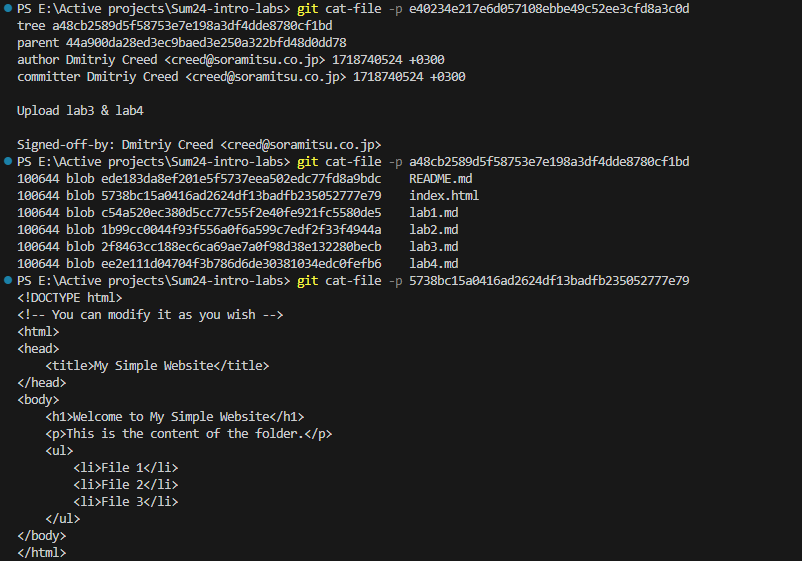 PS E:\Active projects\Sum24-intro-labs> git cat-file -p e40234e217e6d057108ebbe49c52ee3cfd8a3c0d
tree a48cb2589d5f58753e7e198a3df4dde8780cf1bd
parent 44a900da28ed3ec9baed3e250a322bfd48d0dd78
author Dmitriy Creed <creed@soramitsu.co.jp> 1718740524 +0300
committer Dmitriy Creed <creed@soramitsu.co.jp> 1718740524 +0300
Upload lab3 & lab4
Signed-off-by: Dmitriy Creed <creed@soramitsu.co.jp>
PS E:\Active projects\Sum24-intro-labs> git cat-file -p a48cb2589d5f58753e7e198a3df4dde8780cf1bd
100644 blob ede183da8ef201e5f5737eea502edc77fd8a9bdc    README.md
100644 blob 5738bc15a0416ad2624df13badfb235052777e79    index.html
100644 blob c54a520ec380d5cc77c55f2e40fe921fc5580de5    lab1.md
100644 blob 1b99cc0044f93f556a0f6a599c7edf2f33f4944a    lab2.md
100644 blob 2f8463cc188ec6ca69ae7a0f98d38e132280becb    lab3.md
100644 blob ee2e111d04704f3b786d6de30381034edc0fefb6    lab4.md
PS E:\Active projects\Sum24-intro-labs> git cat-file -p 5738bc15a0416ad2624df13badfb235052777e79
<!DOCTYPE html>
<!-- You can modify it as you wish -->
<html>
<head>
    <title>My Simple Website</title>
</head>
<body>
    <h1>Welcome to My Simple Website</h1>
    <p>This is the content of the folder.</p>
    <ul>
        <li>File 1</li>
        <li>File 2</li>
        <li>File 3</li>
    </ul>
</body>
</html>